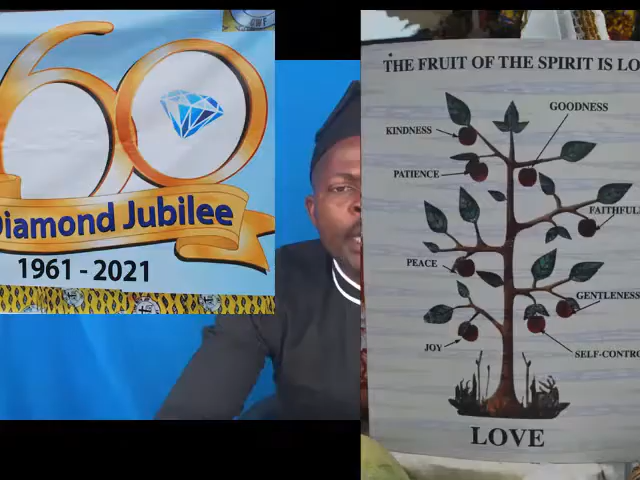 60
Diamond Jubilee
1961 - 2021
THE FRUIT OF THE SPIRIT IS LO
GOODNESS
KINDNESS
PATIENCE
FAITHFUL
PEACE
GENTLENESS
JOY
SELF-CONTRO
LOVE